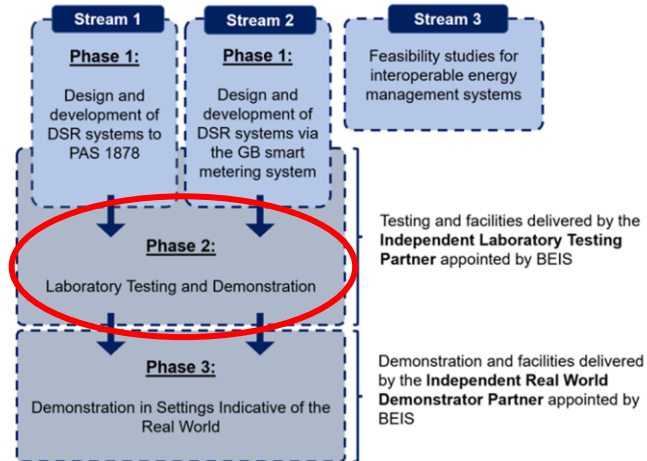 Stream 1
Stream 2
Stream 3
Phase 1:
Design and
development of
DSR systems to
PAS 1878
Phase 1:
Design and
development of
DSR systems via
the GB smart
metering system
Feasibility studies for
interoperable energy
management systems
Phase 2:
Laboratory Testing and Demonstration
Testing and facilities delivered by the
Independent Laboratory Testing
Partner appointed by BEIS
Phase 3:
Demonstration in Settings Indicative of the
Real World
Demonstration and facilities delivered
by the Independent Real World
Demonstrator Partner appointed by
BEIS